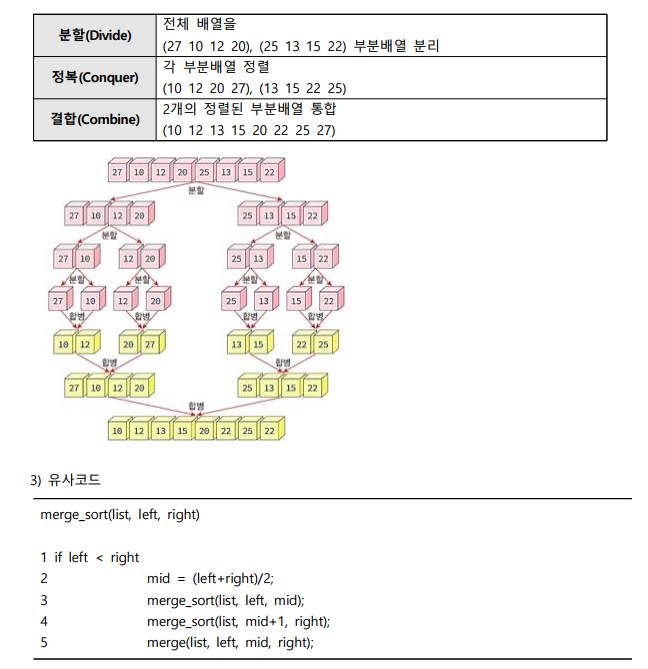 분할(Divide) 전체 배열을
(27 10 12 20), (25 13 15 22) 부분배열 분리
정복(Conquer) 각 부분배열 정렬
(10 12 20 27), (13 15 22 25)
결합(Combine) 2개의 정렬된 부분배열 통합
(10 12 13 15 20 22 25 27)
27 10 12 20 25 13 15 22
분할
27 10 12 20 25 13 15 22
분할 분할
27 10 12 20 25 13 15 22
분할 분할 분할 분할
27 10 12 20 25 13 15 22
합병 합병 합병 합병
10 12 20 27 13 15 22 25
합병 합병
27 10 12 20 25 13 15 22
합병
10 12 13 15 20 22 25 22
3) 유사코드
merge_sort(list, left, right)
1 if left < right
2 mid = (left+right)/2;
3 merge_sort(list, left, mid);
4 merge_sort(list, mid+1, right);
5 merge(list, left, mid, right);